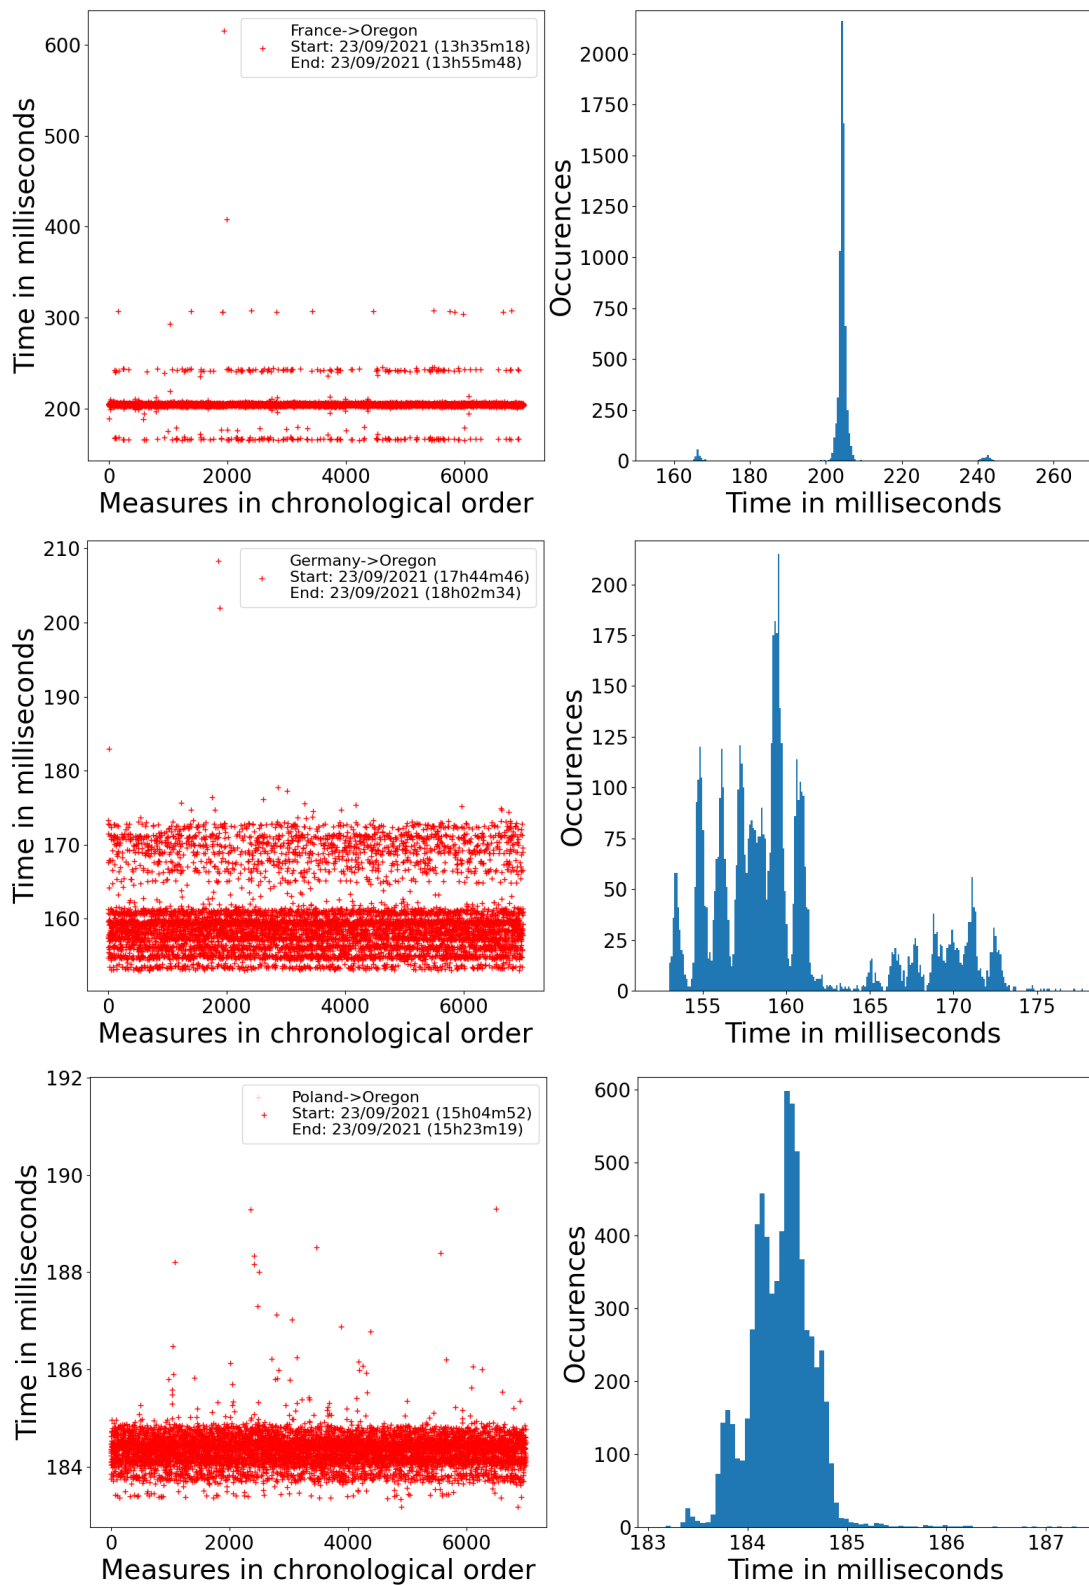 600
500
400
300
200
Time in milliseconds
France->Oregon
Start: 23/09/2021 (13h35m18)
End: 23/09/2021 (13h55m48)
0 2000 4000 6000
Measures in chronological order
2000
1750
1500
1250
1000
750
500
250
0
Occurences
160 180 200 220 240 260
Time in milliseconds
210
200
190
180
170
160
Time in milliseconds
Germany->Oregon
Start: 23/09/2021 (17h44m46)
End: 23/09/2021 (18h02m34)
0 2000 4000 6000
Measures in chronological order
200
175
150
125
100
75
50
25
0
Occurences
155 160 165 170 175
Time in milliseconds
192
190
188
186
184
Time in milliseconds
Poland->Oregon
Start: 23/09/2021 (15h04m52)
End: 23/09/2021 (15h23m19)
0 2000 4000 6000
Measures in chronological order
600
500
400
300
200
100
0
Occurences
183 184 185 186 187
Time in milliseconds